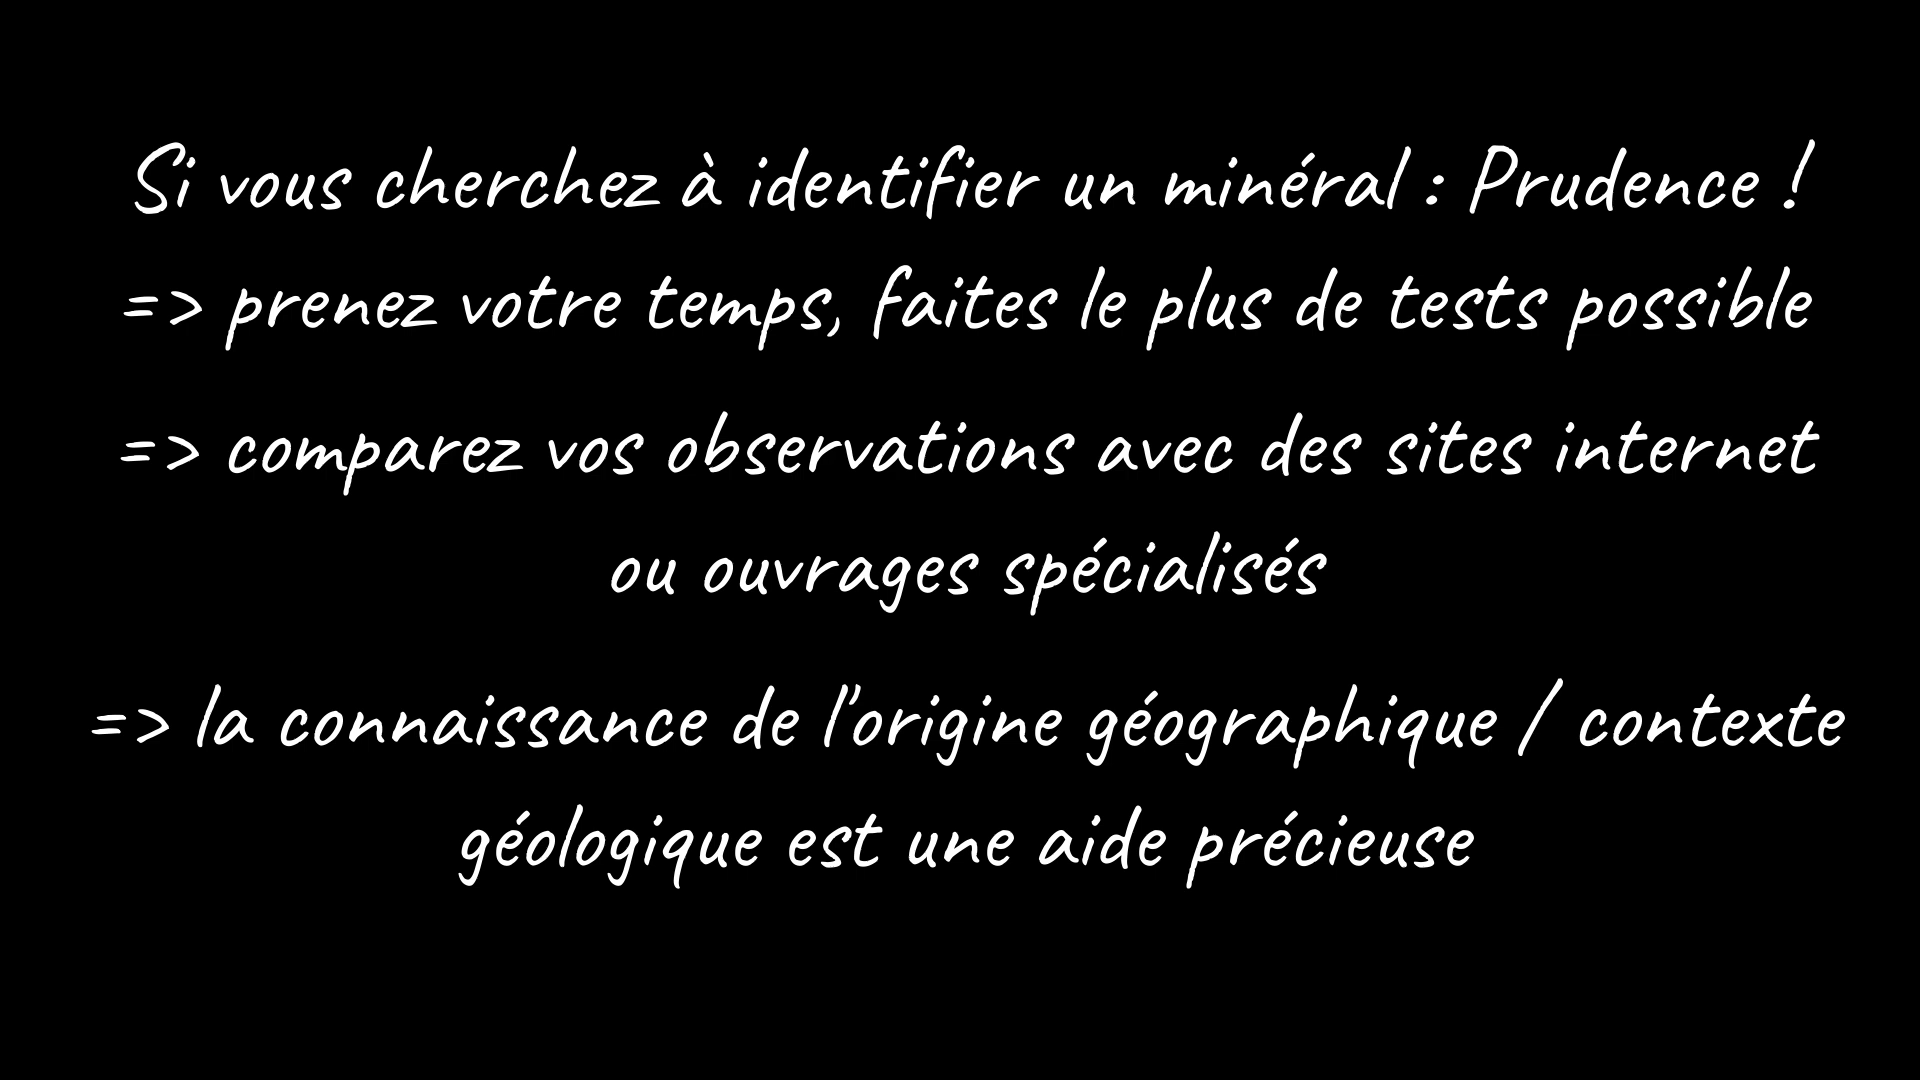 Si vous cherchez à identifier un minéral : Prudence !
=> prenez votre temps, faites le plus de tests possible
=> comparez vos observations avec des sites internet
ou ouvrages spécialisés
=> la connaissance de l'origine géographique / contexte
géologique est une aide précieuse